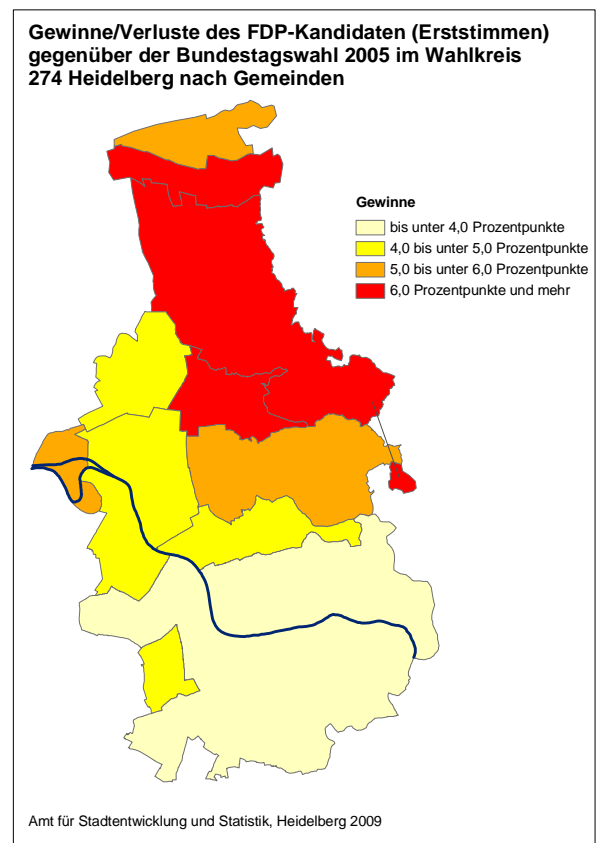 Gewinne/Verluste des FDP-Kandidaten (Erststimmen)
gegenüber der Bundestagswahl 2005 im Wahlkreis
274 Heidelberg nach Gemeinden
Gewinne
bis unter 4,0 Prozentpunkte
4,0 bis unter 5,0 Prozentpunkte
5,0 bis unter 6,0 Prozentpunkte
6,0 Prozentpunkte und mehr
Amt für Stadtentwicklung und Statistik, Heidelberg 2009